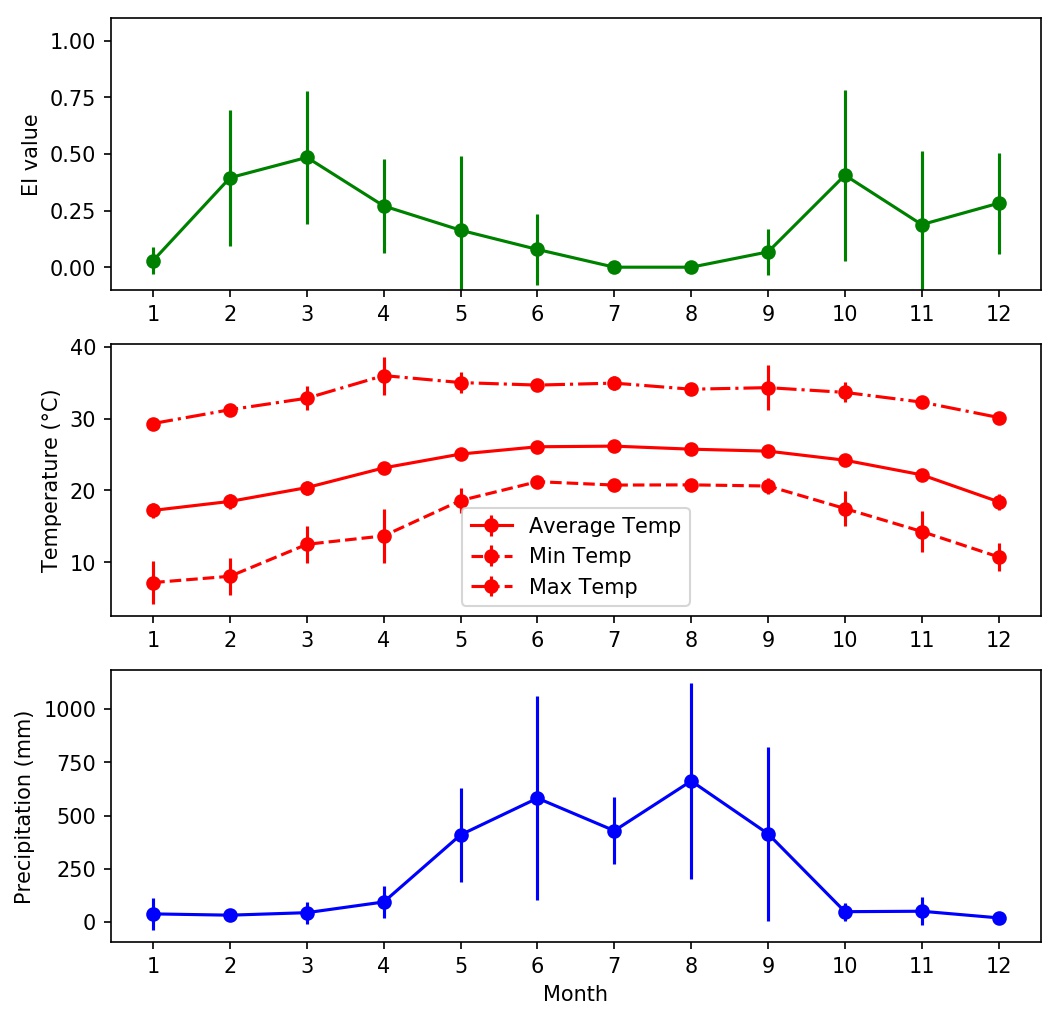 EI value
1.00
0.75
0.50
0.25
0.00
1 2 3 4 5 6 7 8 9 10 11 12
Temperature (°C)
40
30
20
10
Average Temp
Min Temp
Max Temp
1 2 3 4 5 6 7 8 9 10 11 12
Precipitation (mm)
1000
750
500
250
0
1 2 3 4 5 6 7 8 9 10 11 12
Month